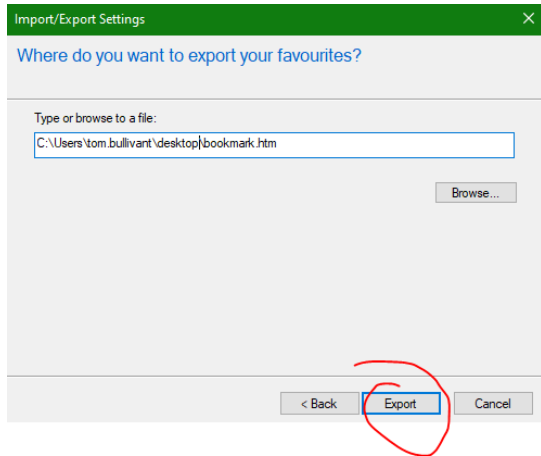 Import/Export Settings
Where do you want to export your favourites?
Type or browse to a file:
C:\Users\tom.bullivant\desktop\bookmark.htm
Browse...
< Back Export Cancel